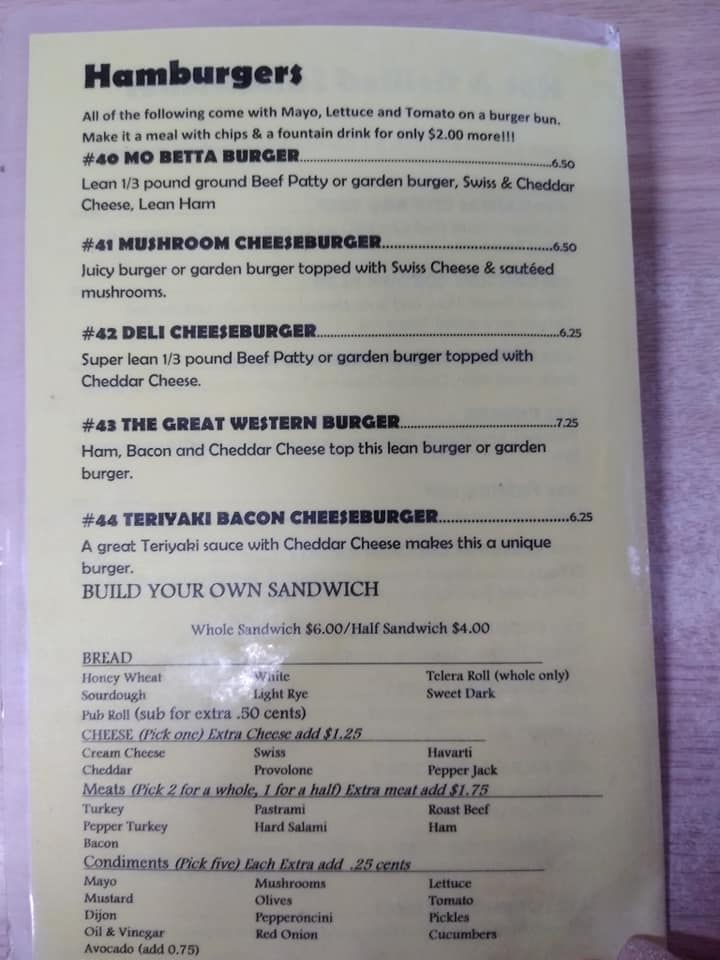 Hamburgers
All of the following come with Mayo, Lettuce and Tomato on a burger bun.
Make it a meal with chips & a fountain drink for only $2.00 more!!!
#40 MO BETTA BURGER..........6.50
Lean 1/3 pound ground Beef Patty or garden burger, Swiss & Cheddar
Cheese, Lean Ham
#41 MUSHROOM CHEESEBURGER..........6.50
Juicy burger or garden burger topped with Swiss Cheese & sautéed
mushrooms.
#42 DELI CHEESEBURGER..........6.25
Super lean 1/3 pound Beef Patty or garden burger topped with
Cheddar Cheese.
#43 THE GREAT WESTERN BURGER..........7.25
Ham, Bacon and Cheddar Cheese top this lean burger or garden
burger.
#44 TERIYAKI BACON CHEESEBURGER..........6.25
A great Teriyaki sauce with Cheddar Cheese makes this a unique
burger.
BUILD YOUR OWN SANDWICH
Whole Sandwich $6.00/Half Sandwich $4.00
BREAD
Honey Wheat White Telera Roll (whole only)
Sourdough Light Rye Sweet Dark
Pub Roll (sub for extra .50 cents)
CHEESE (Pick one) Extra Cheese add $1.25
Cream Cheese Swiss Havarti
Cheddar Provolone Pepper Jack
Meats (Pick 2 for a whole, 1 for a half) Extra meat add $1.75
Turkey Pastrami Roast Beef
Pepper Turkey Hard Salami Ham
Bacon
Condiments (Pick five) Each Extra add .25 cents
Mayo Mushrooms Lettuce
Mustard Olives Tomato
Dijon Pepperoncini Pickles
Oil & Vinegar Red Onion Cucumbers
Avocado (add 0.75)